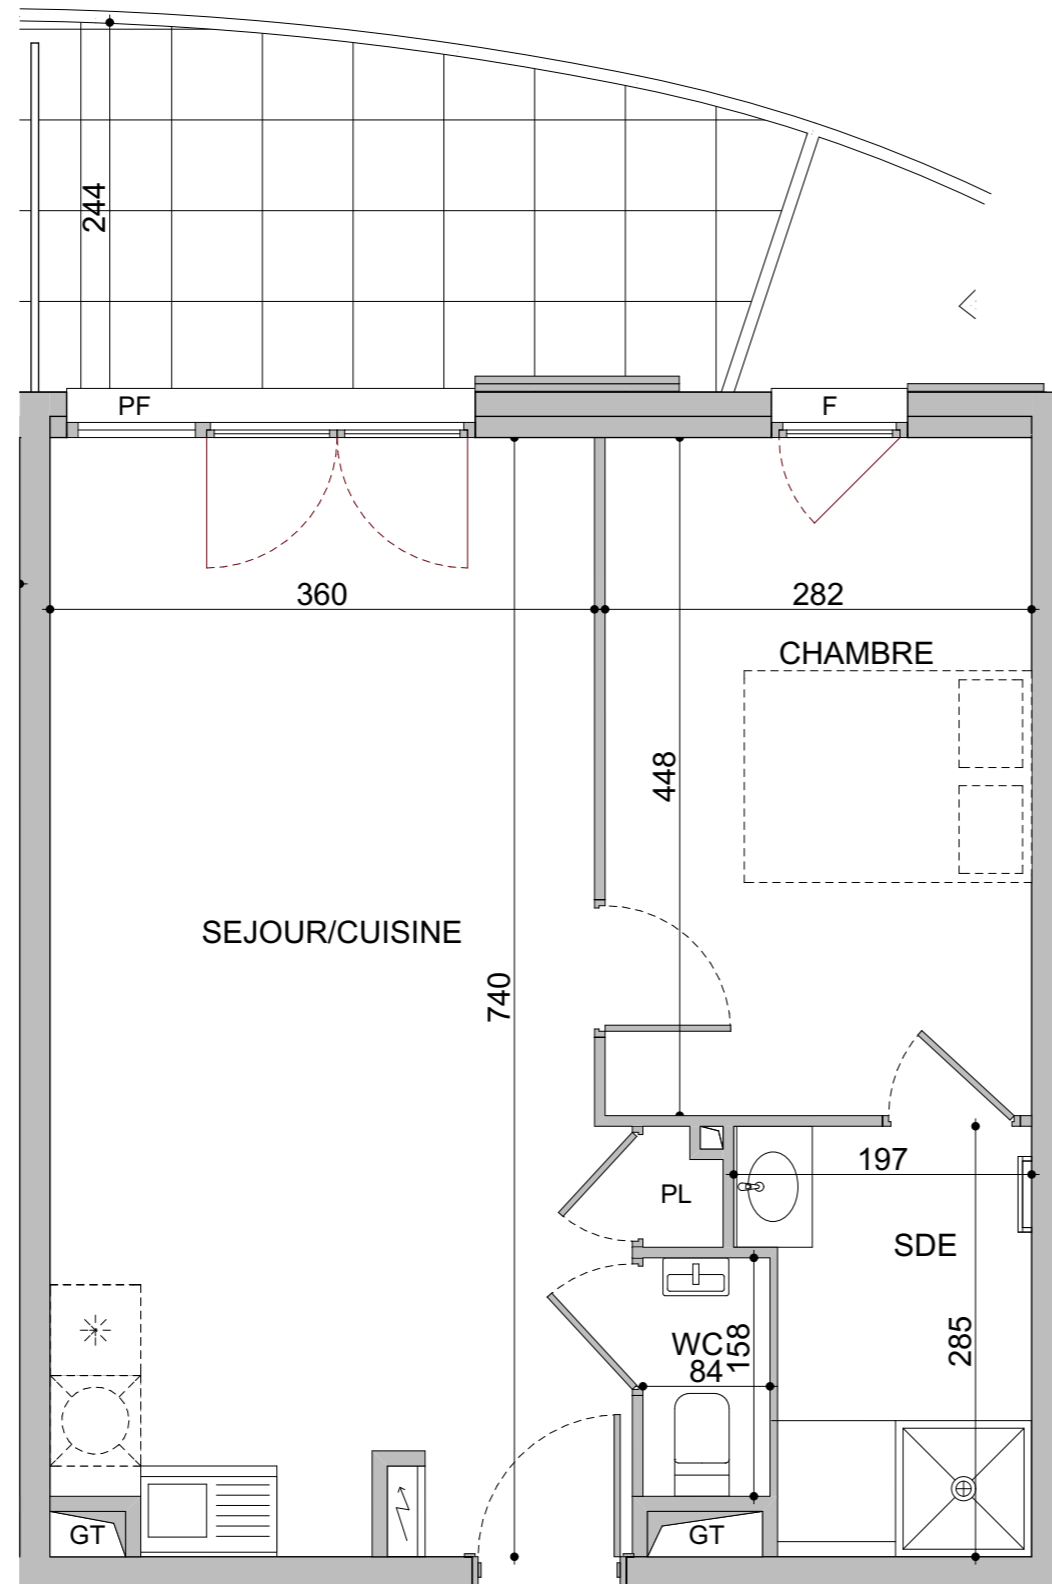 244
PF
F
360
282
CHAMBRE
448
SEJOUR/CUISINE
740
PL
197
SDE
WC
158
84
285
GT
GT